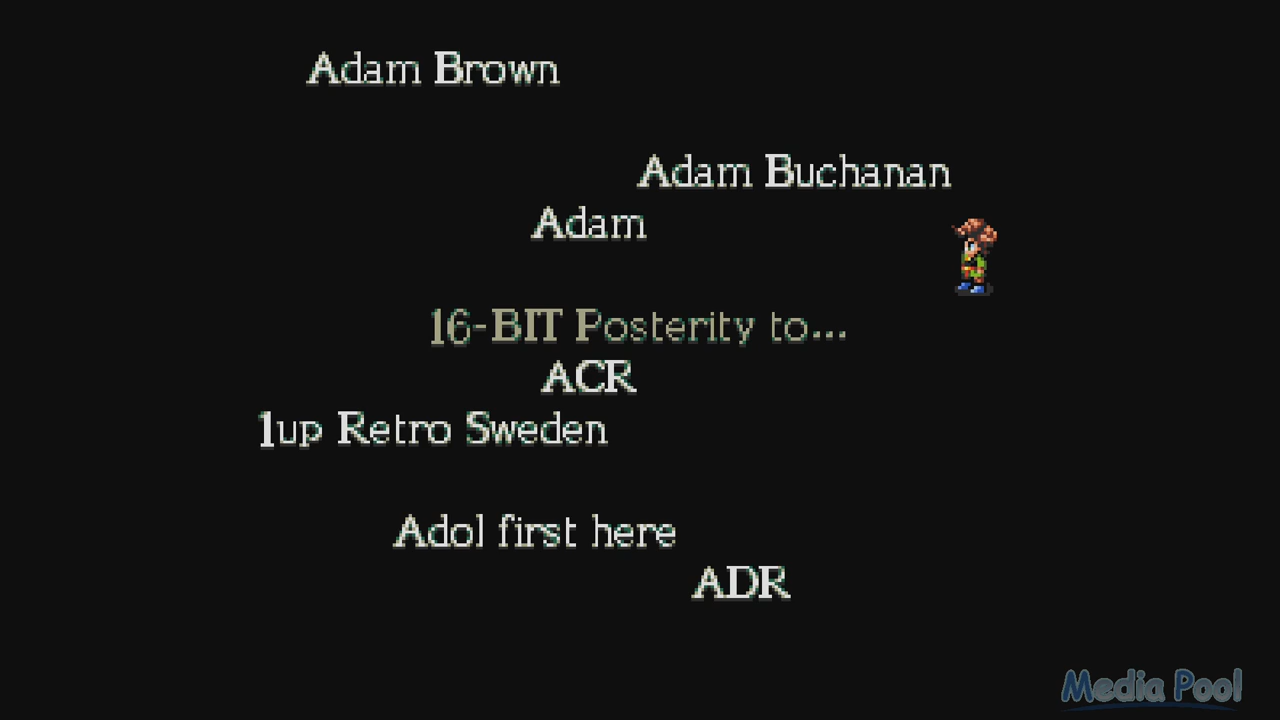 Adam Brown
Adam Buchanan
Adam
16-BIT Posterity to...
ACR
1up Retro Sweden
Adol first here
ADR
Media Pool